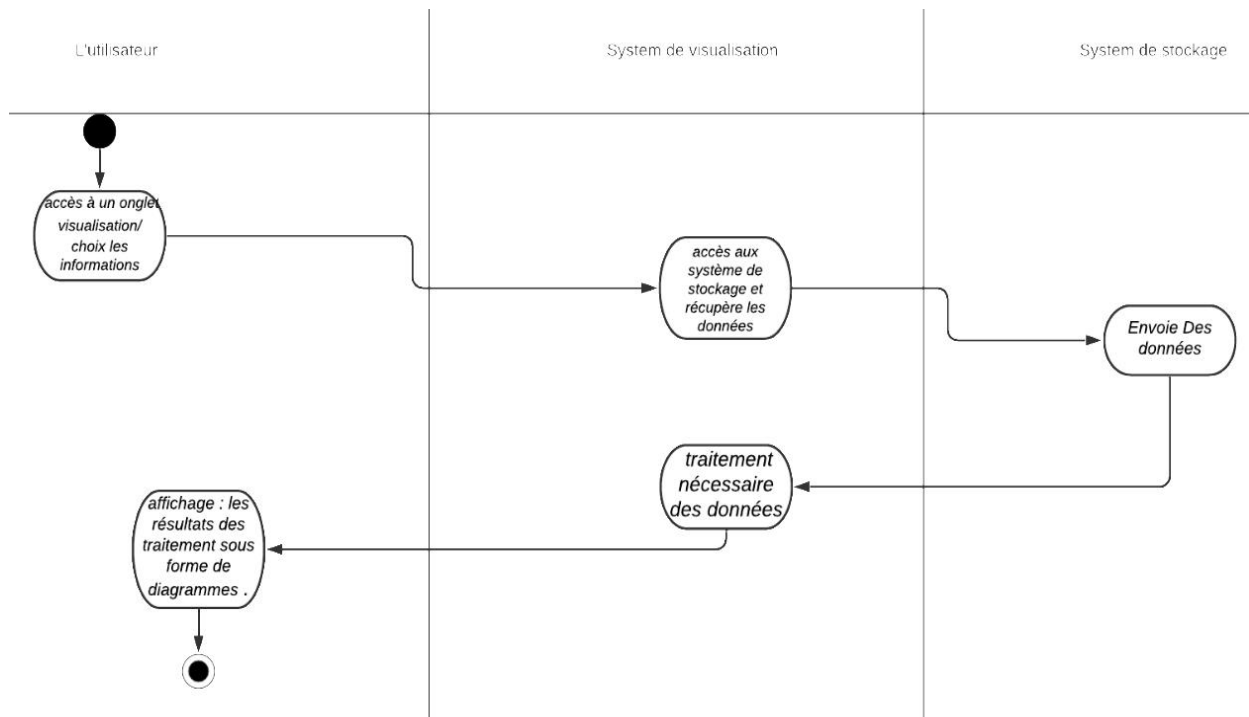 L'utilisateur
System de visualisation
System de stockage
accès à un onglet
visualisation/
choix les
informations
accès aux
système de
stockage et
récupère les
données
Envoie Des
données
traitement
nécessaire
des données
affichage : les
résultats des
traitement sous
forme de
diagrammes .